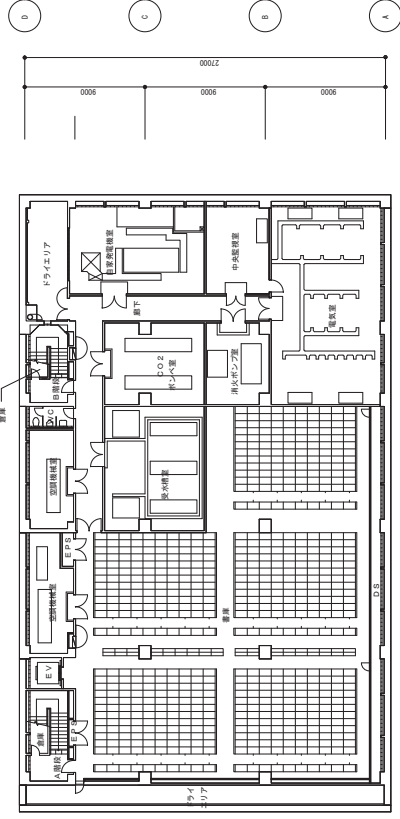 D
C
B
A
27000
9000
9000
9000
ドライエリア
自家発電機室
中央監視室
電気室
廊下
倉庫
B階段
WC
CO2
ボンベ室
消火ポンプ室
空調機械室
受水槽室
空調機械室
EPS
書庫
EV
DS
倉庫
A階段
EPS
ドライ
エリア